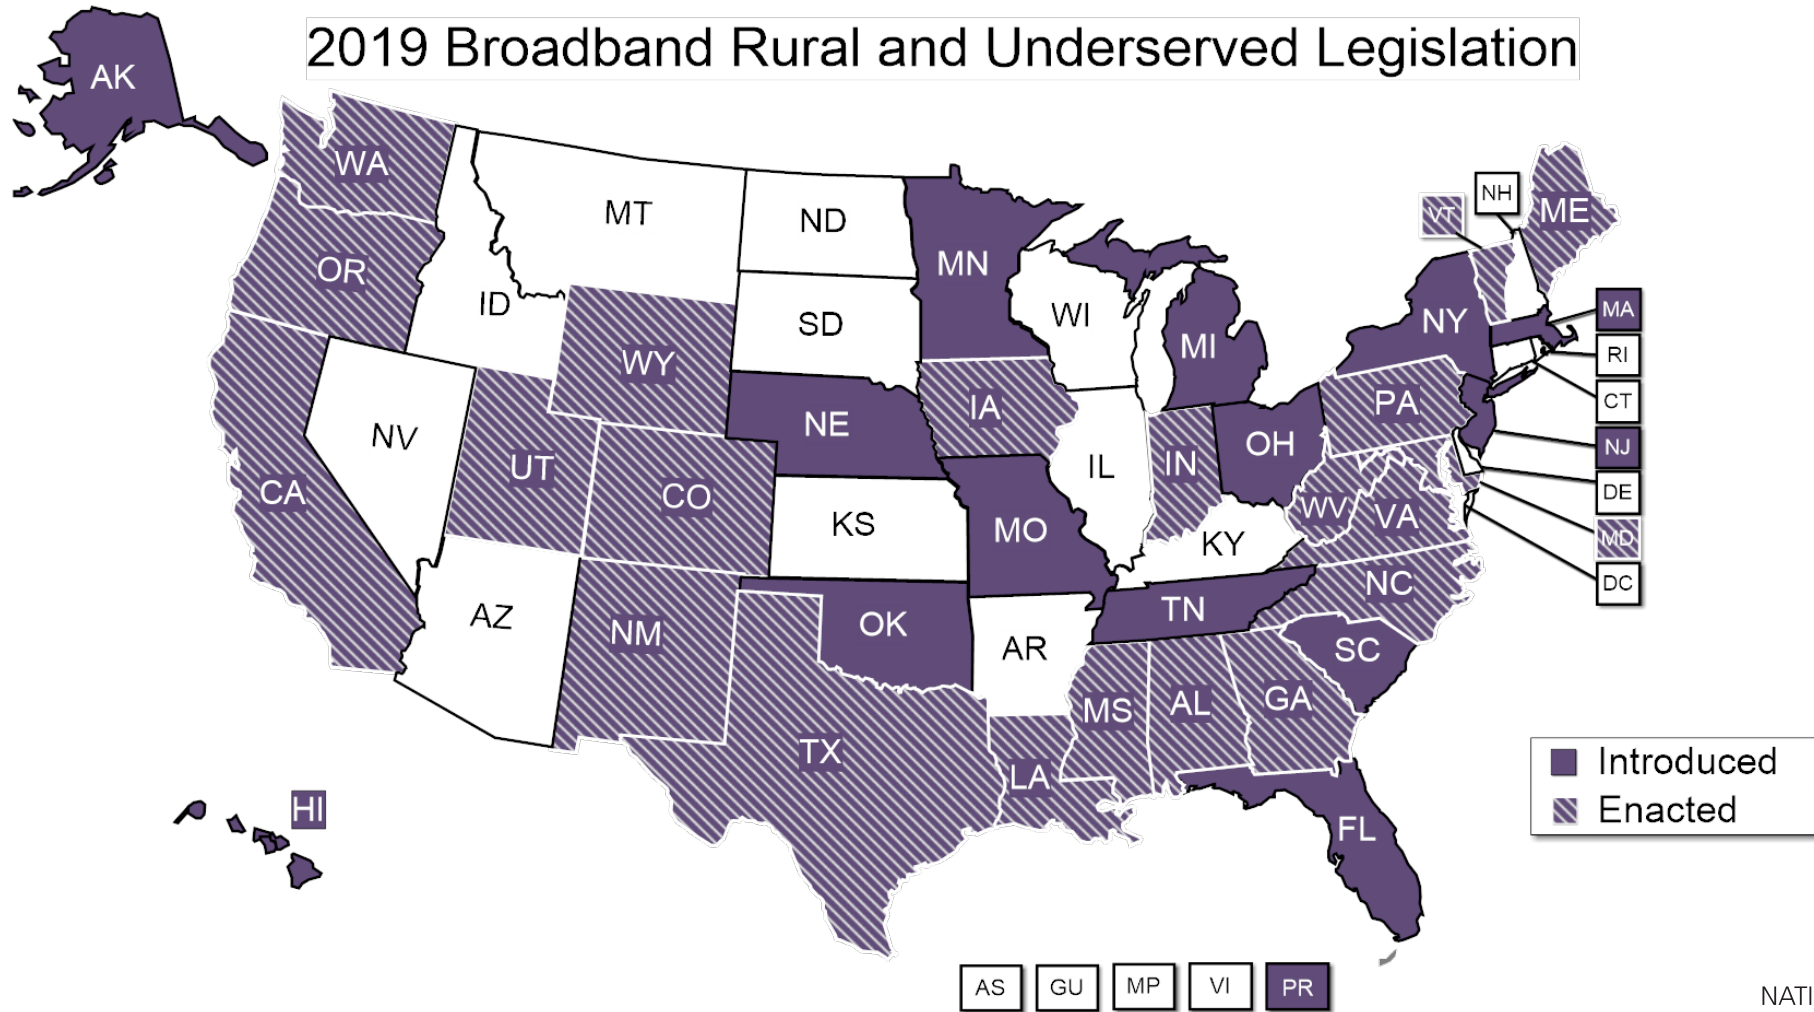 2019 Broadband Rural and Underserved Legislation
AK
WA
MT
ND
MN
VT
NH
ME
OR
ID
SD
WI
MI
NY
MA
RI
CT
NJ
DE
MD
DC
WY
NE
IA
PA
NV
UT
CO
KS
MO
IL
IN
OH
WV
VA
KY
CA
AZ
NM
OK
AR
TN
NC
SC
TX
LA
MS
AL
GA
FL
HI
Introduced
Enacted
AS
GU
MP
VI
PR
NATI